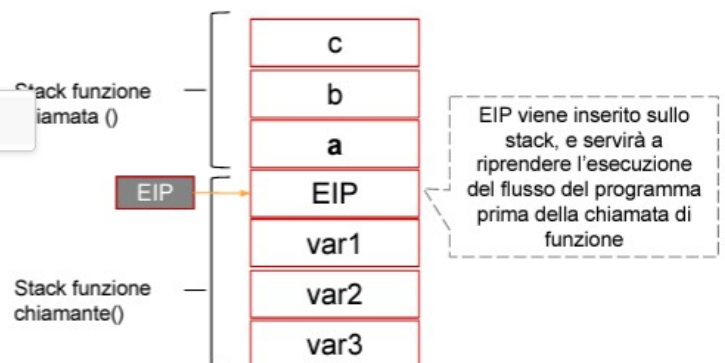 c
Stack funzione
iamata ()
b
a
EIP
EIP
EIP viene inserito sullo
stack, e servirà a
riprendere l'esecuzione
del flusso del programma
prima della chiamata di
funzione
var1
Stack funzione
chiamante()
var2
var3